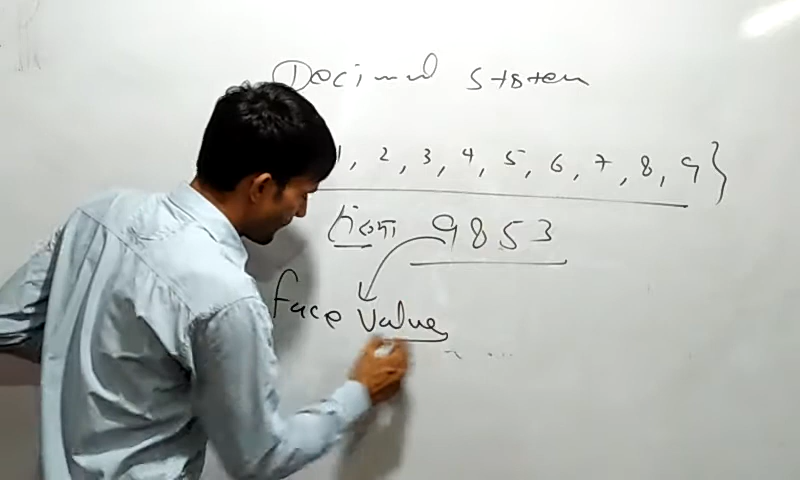 Decimal System
1, 2, 3, 4, 5, 6, 7, 8, 9}
9853
Face Value